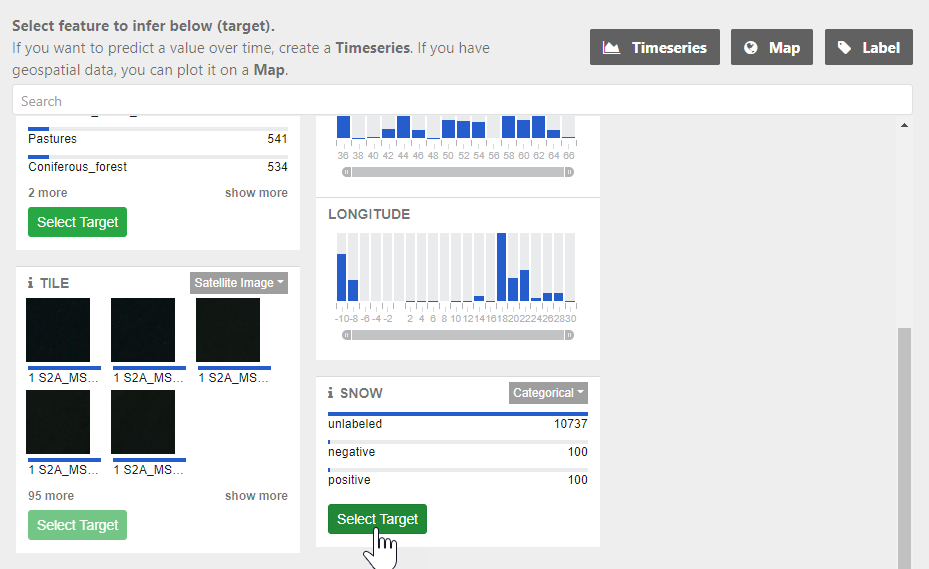 Select feature to infer below (target).
If you want to predict a value over time, create a Timeseries. If you have
geospatial data, you can plot it on a Map.
Timeseries
Map
Label
Search
Pastures 541
Coniferous_forest 534
2 more show more
Select Target
TILE Satellite Image
1 S2A_MS... 1 S2A_MS... 1 S2A_MS...
1 S2A_MS... 1 S2A_MS...
95 more show more
Select Target
36 38 40 42 44 46 48 50 52 54 56 58 60 62 64 66
LONGITUDE
-10 -8 -6 -4 -2 2 4 6 8 10 12 14 16 18 20 22 24 26 28 30
SNOW Categorical
unlabeled 10737
negative 100
positive 100
Select Target